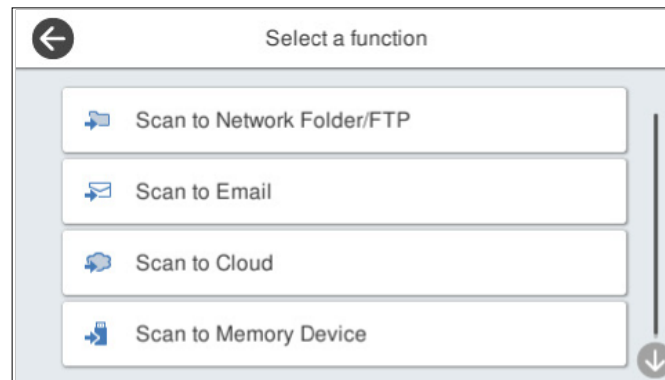 Select a function
Scan to Network Folder/FTP
Scan to Email
Scan to Cloud
Scan to Memory Device